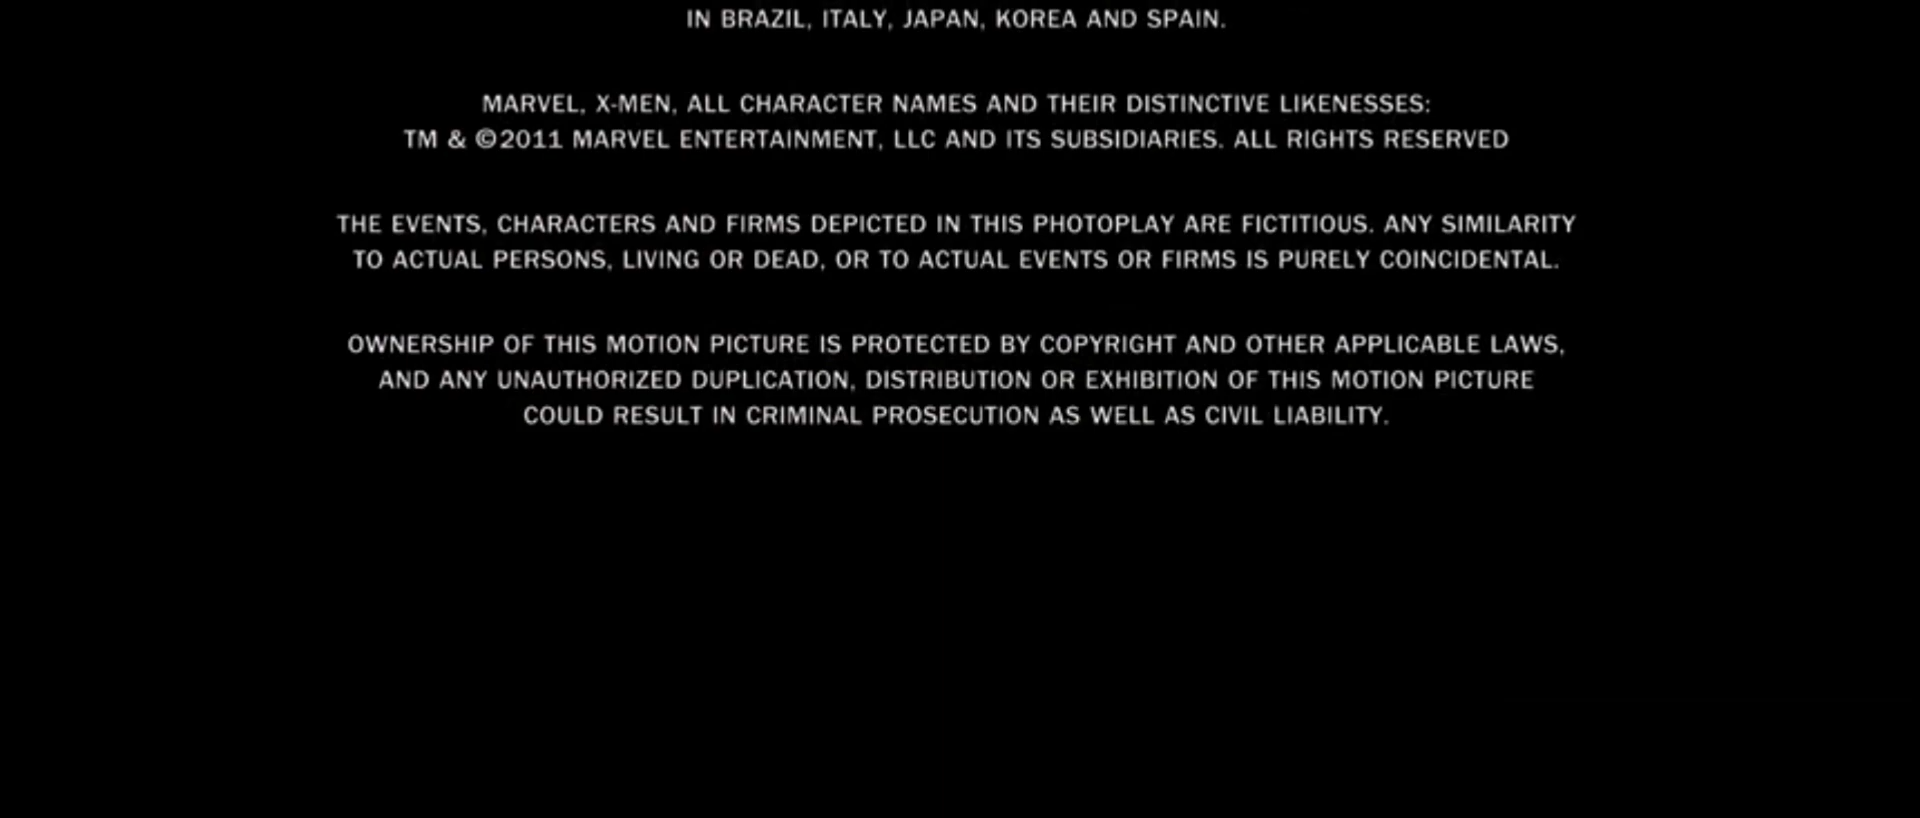 IN BRAZIL, ITALY, JAPAN, KOREA AND SPAIN.
MARVEL, X-MEN, ALL CHARACTER NAMES AND THEIR DISTINCTIVE LIKENESSES:
TM & ©2011 MARVEL ENTERTAINMENT, LLC AND ITS SUBSIDIARIES. ALL RIGHTS RESERVED
THE EVENTS, CHARACTERS AND FIRMS DEPICTED IN THIS PHOTOPLAY ARE FICTITIOUS. ANY SIMILARITY
TO ACTUAL PERSONS, LIVING OR DEAD, OR TO ACTUAL EVENTS OR FIRMS IS PURELY COINCIDENTAL.
OWNERSHIP OF THIS MOTION PICTURE IS PROTECTED BY COPYRIGHT AND OTHER APPLICABLE LAWS,
AND ANY UNAUTHORIZED DUPLICATION, DISTRIBUTION OR EXHIBITION OF THIS MOTION PICTURE
COULD RESULT IN CRIMINAL PROSECUTION AS WELL AS CIVIL LIABILITY.